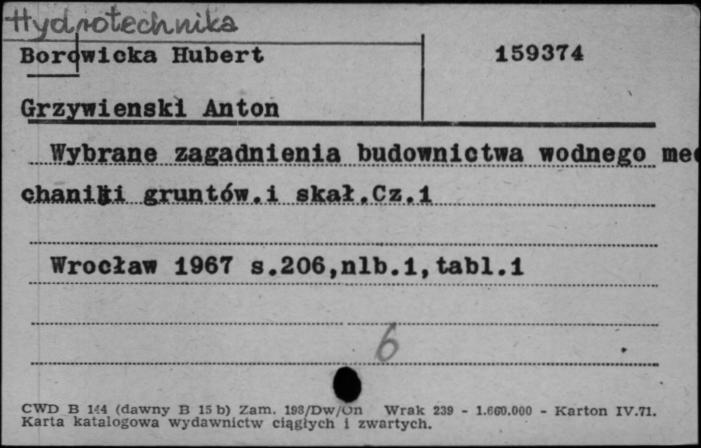 Hydrotechnika
Borowicka Hubert 159374
Grzywienski Anton
Wybrane zagadnienia budownictwa wodnego mec
chaniki gruntów.i skał.Cz.1
Wrocław 1967 s.206,nlb.1,tabl.1
6
CWD B 144 (dawny B 15 b) Zam. 198/Dw/Un Wrak 239 - 1.660.000 - Karton IV.71.
Karta katalogowa wydawnictw ciągłych i zwartych.